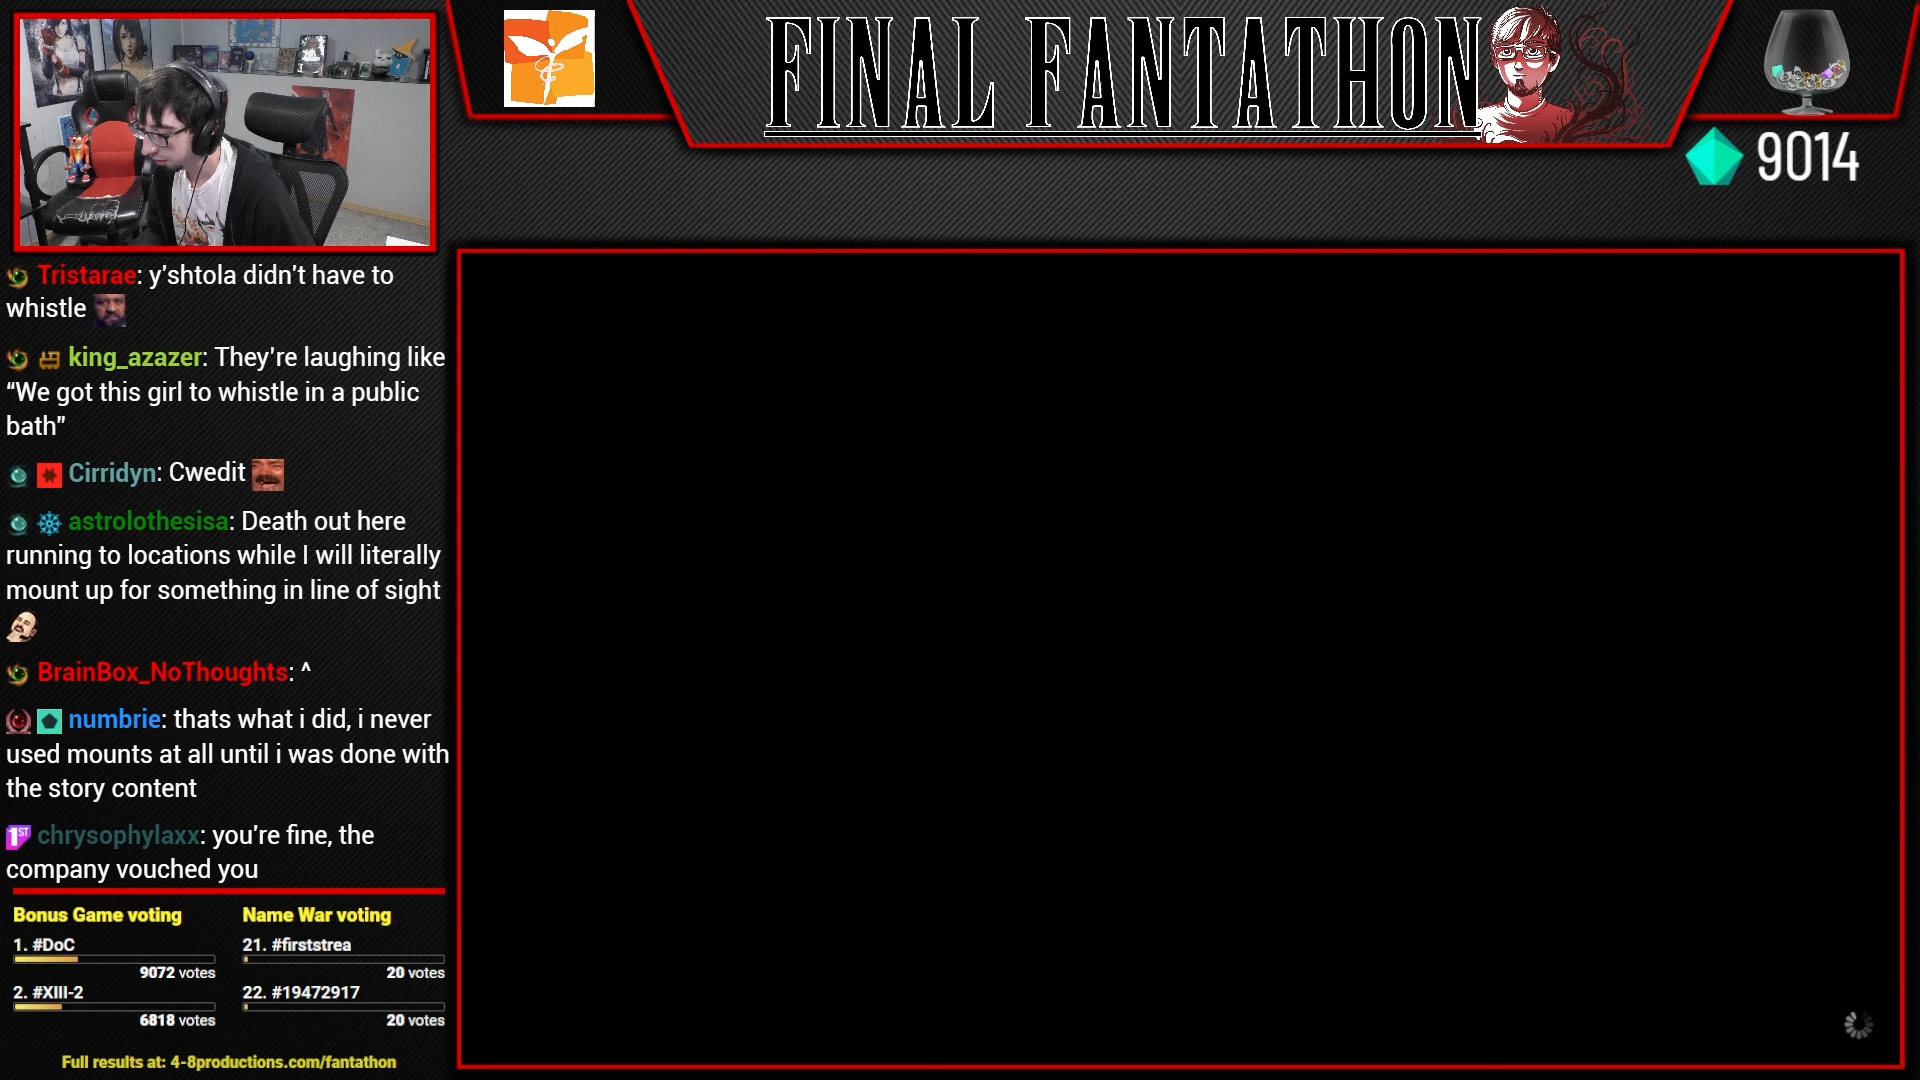 FINAL FANTATHON
9014
Tristarae: y'shtola didn't have to
whistle
king_azazer: They're laughing like
“We got this girl to whistle in a public
bath"
Cirridyn: Cwedit
astrolothesisa: Death out here
running to locations while I will literally
mount up for something in line of sight
BrainBox_NoThoughts: ^
numbrie: thats what i did, i never
used mounts at all until i was done with
the story content
1ST chrysophylaxx: you're fine, the
company vouched you
Bonus Game voting
1. #DoC
9072 votes
2. #XIII-2
6818 votes
Name War voting
21. #firststrea
20 votes
22. #19472917
20 votes
Full results at: 4-8productions.com/fantathon